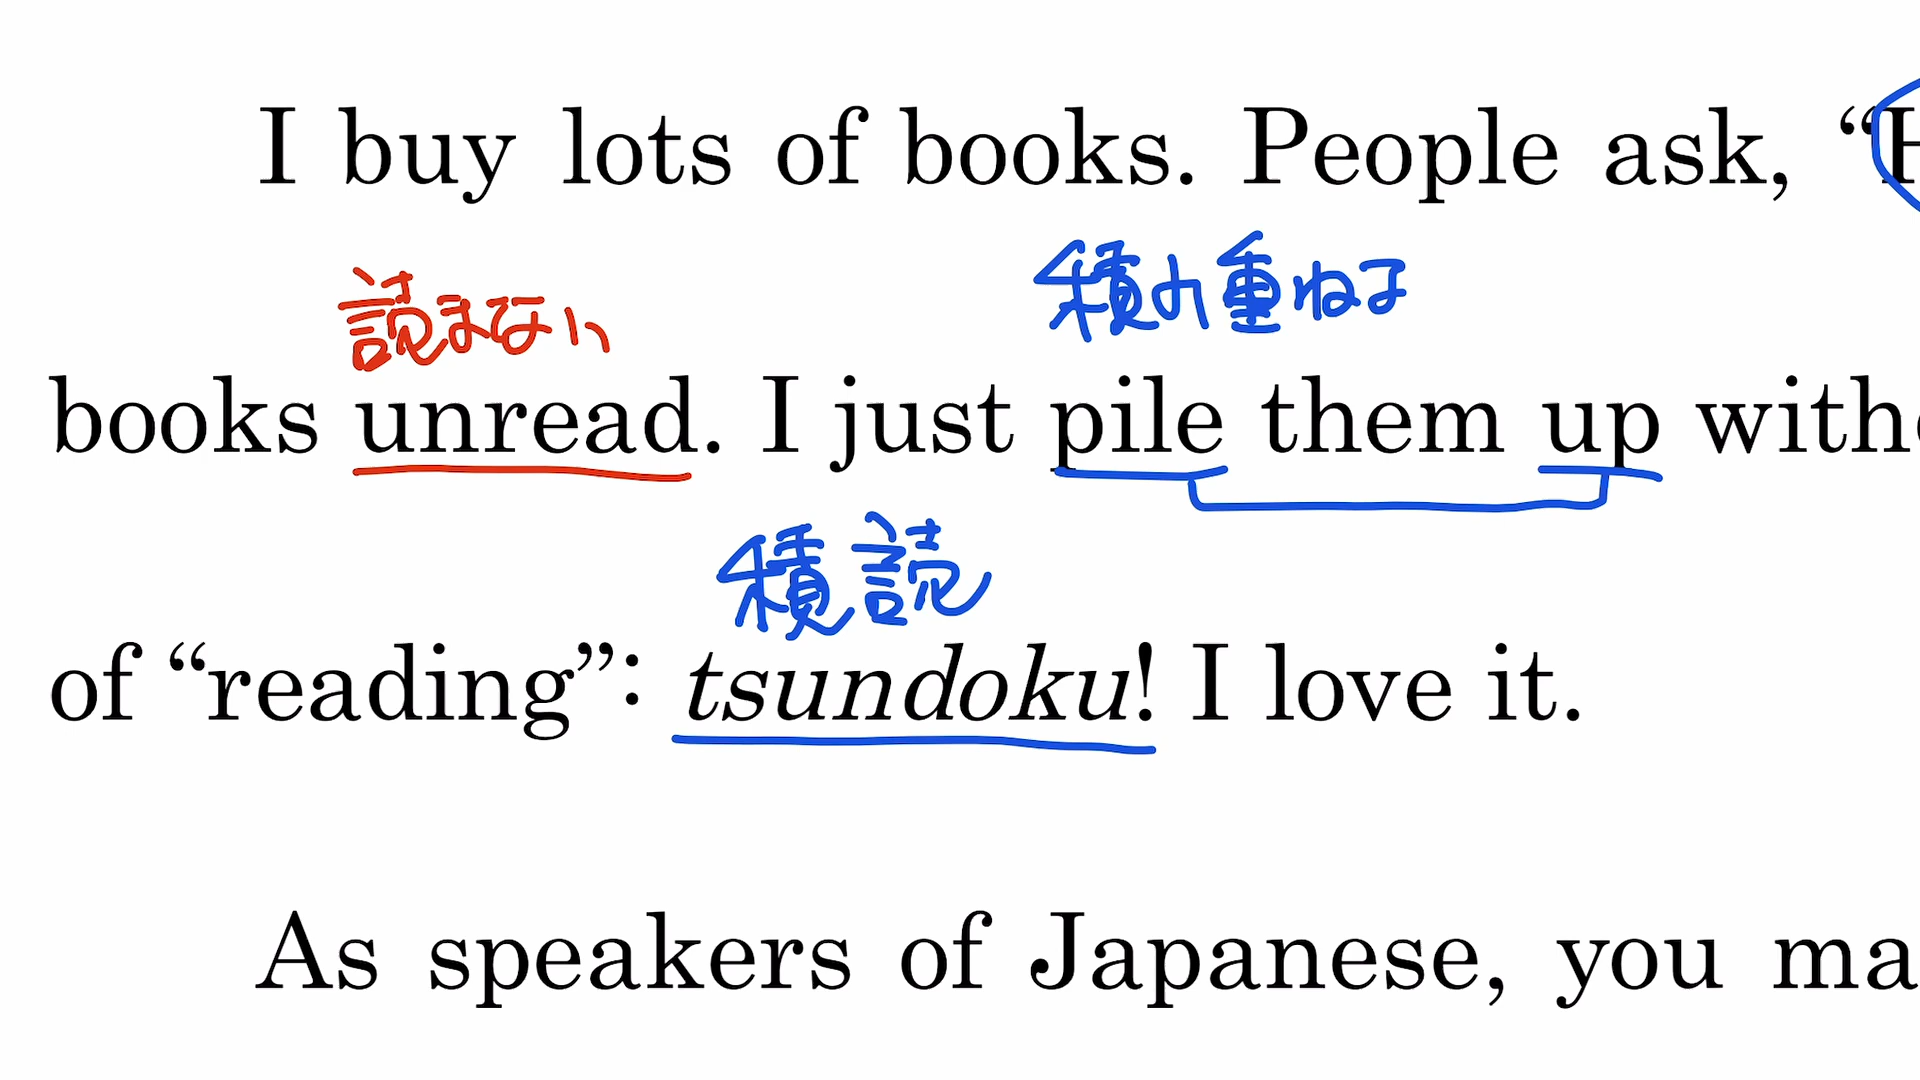 I buy lots of books. People ask, “H
読まない
積み重ねる
books unread. I just pile them up with
積読
of “reading”: tsundoku! I love it.
As speakers of Japanese, you ma